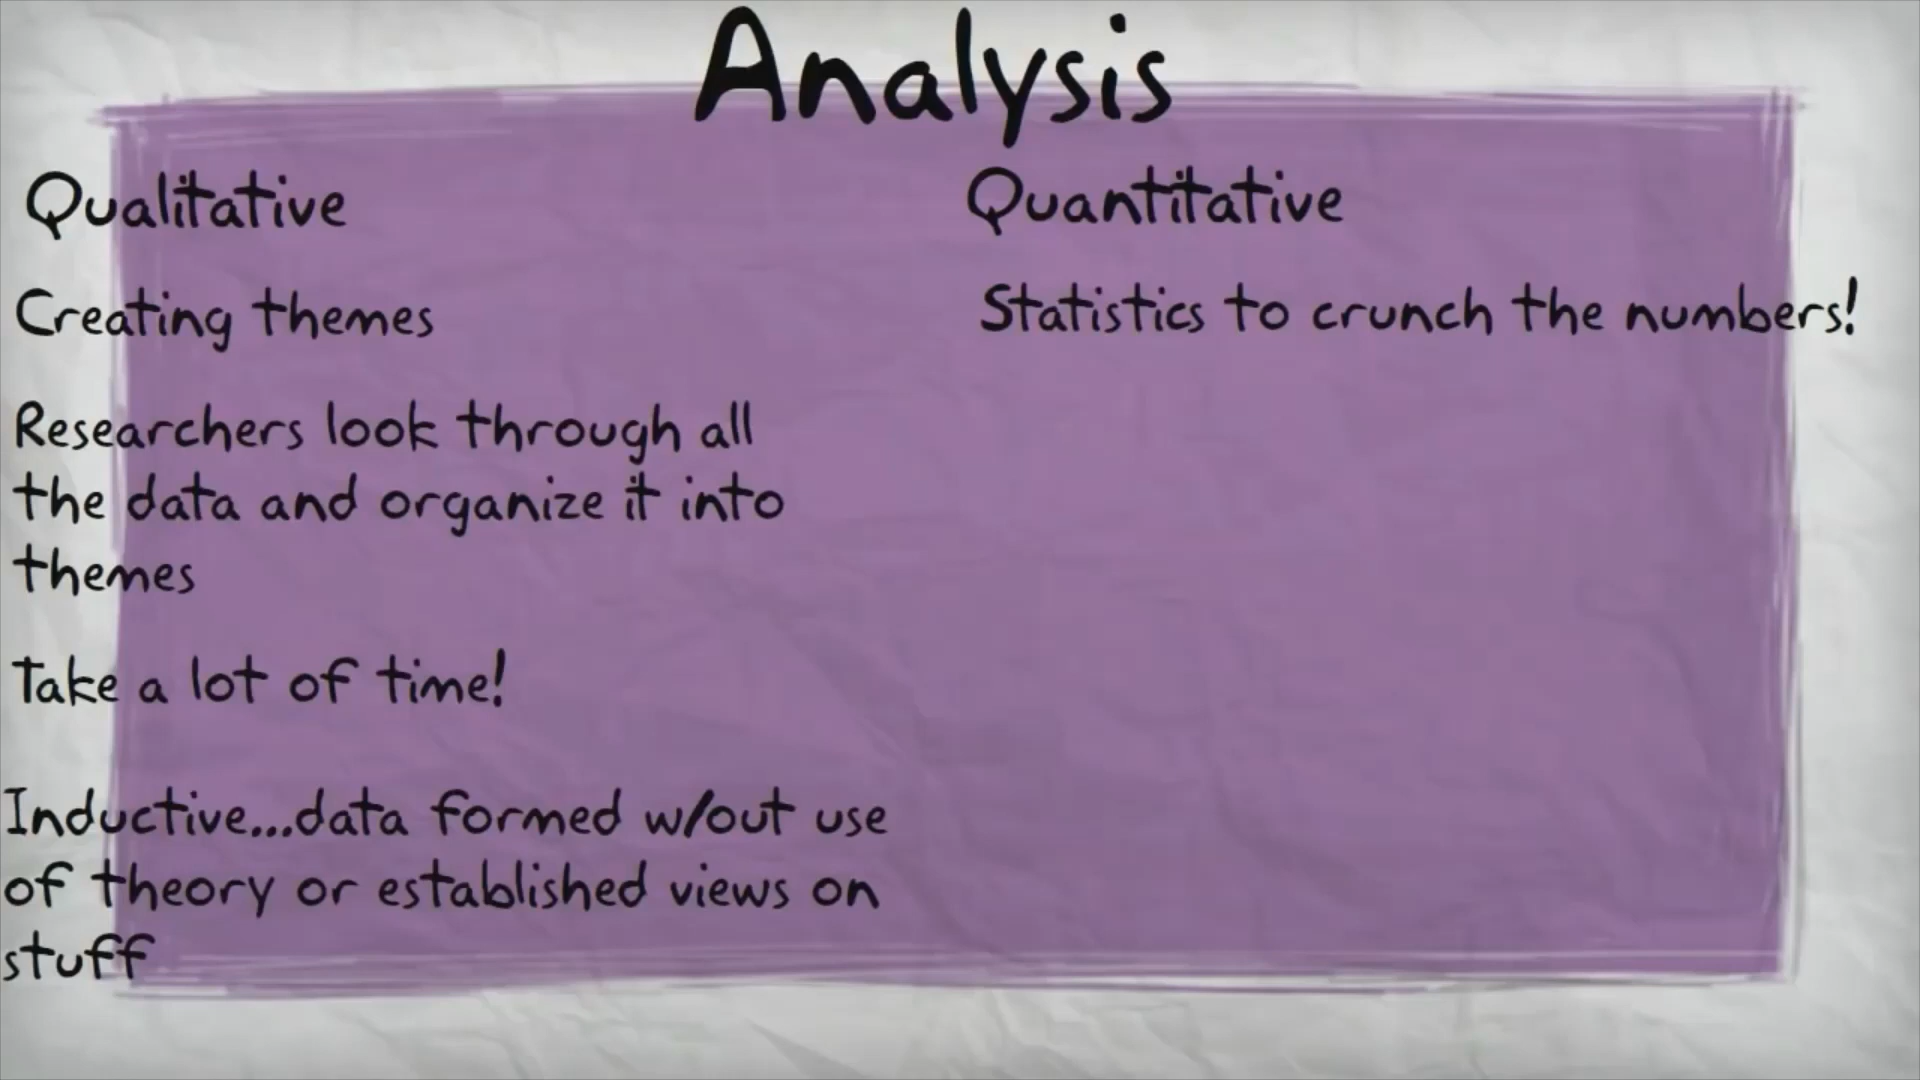 Analysis
Qualitative
Creating themes
Researchers look through all
the data and organize it into
themes
Take a lot of time!
Inductive...data formed w/out use
of theory or established views on
stuff
Quantitative
Statistics to crunch the numbers!